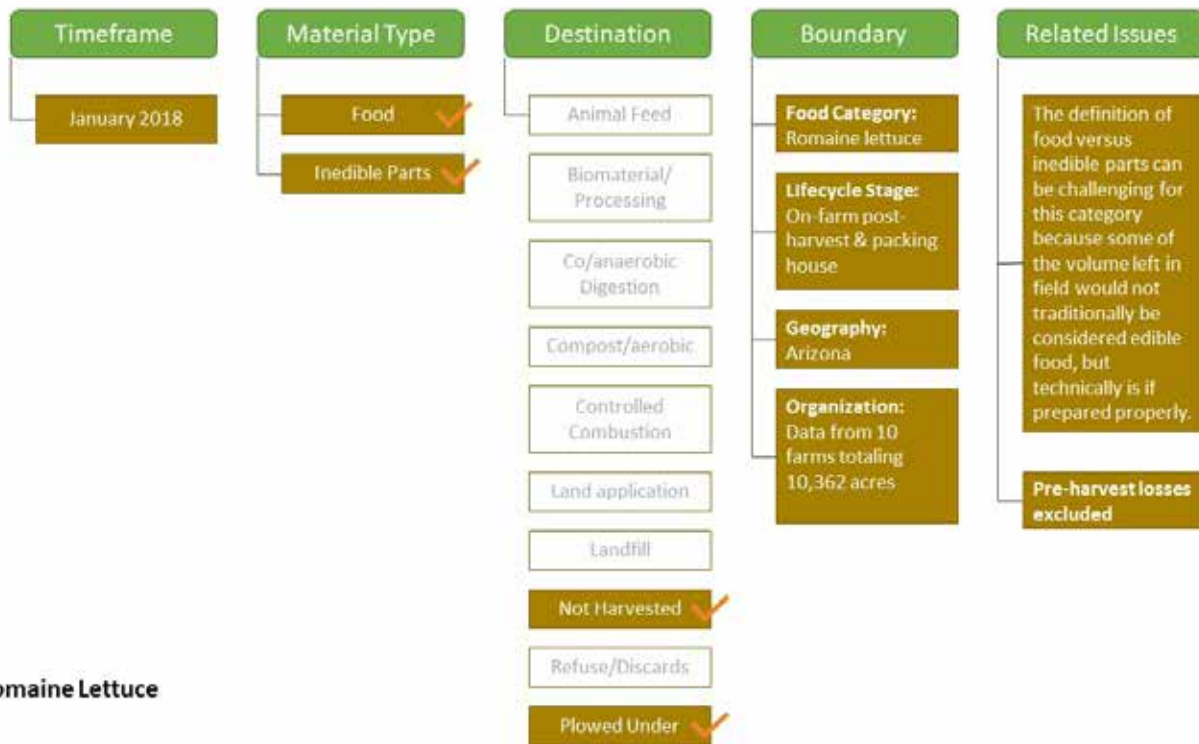 Timeframe
January 2018
Material Type
Food
Inedible Parts
Destination
Animal Feed
Biomaterial/
Processing
Co/anaerobic
Digestion
Compost/aerobic
Controlled
Combustion
Land application
Landfill
Not Harvested
Refuse/Discards
Plowed Under
Boundary
Food Category:
Romaine lettuce
Lifecycle Stage:
On-farm post-
harvest & packing
house
Geography:
Arizona
Organization:
Data from 10
farms totaling
10,362 acres
Related Issues
The definition of
food versus
inedible parts can
be challenging for
this category
because some of
the volume left in
field would not
traditionally be
considered edible
food, but
technically is if
prepared properly.
Pre-harvest losses
excluded
omaine Lettuce